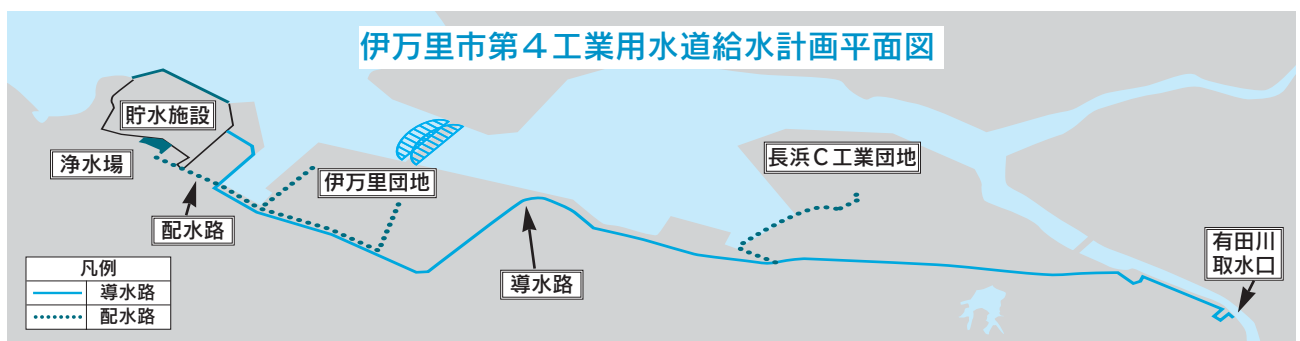 伊万里市第４工業用水道給水計画平面図
貯水施設
浄水場
配水路
伊万里団地
導水路
長浜Ｃ工業団地
有田川
取水口
凡例
導水路
配水路